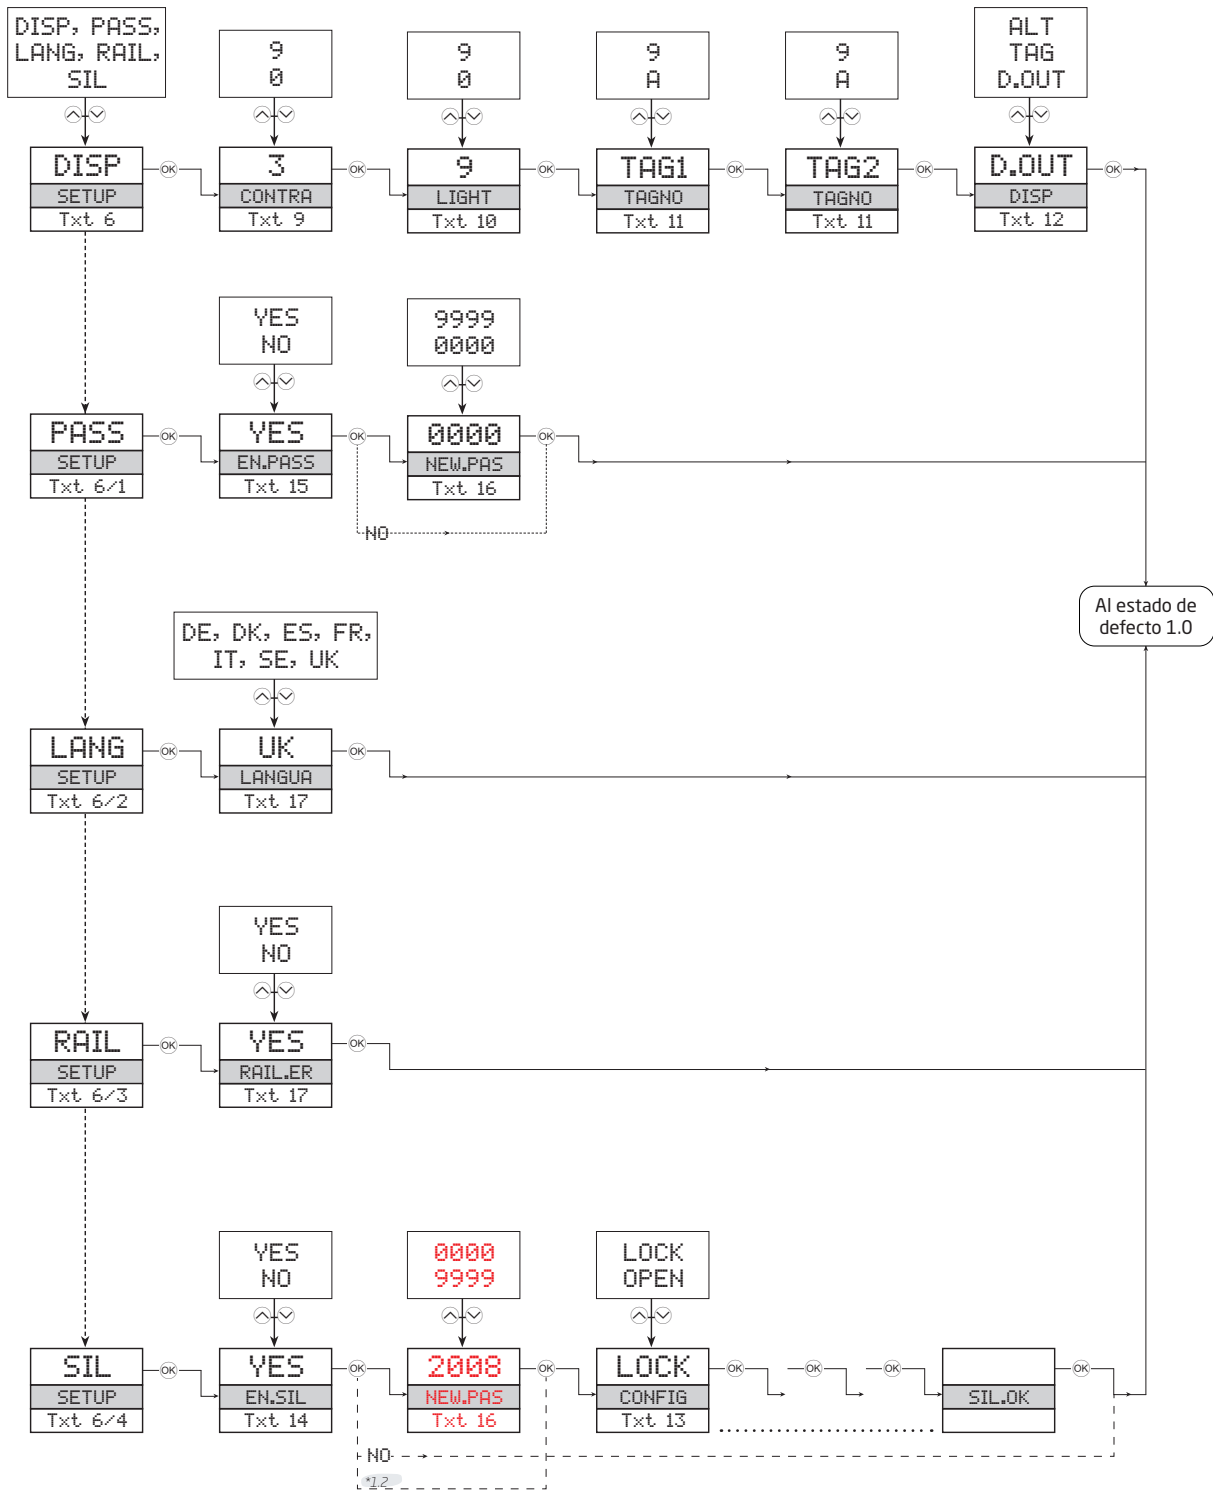 DISP, PASS,
LANG, RAIL,
SIL
9
0
9
0
9
A
9
A
ALT
TAG
D.OUT
DISP
SETUP
Txt 6
OK
3
CONTRA
Txt 9
OK
9
LIGHT
Txt 10
OK
TAG1
TAGNO
Txt 11
OK
TAG2
TAGNO
Txt 11
OK
D.OUT
DISP
Txt 12
OK
YES
NO
9999
0000
PASS
SETUP
Txt 6/1
OK
YES
EN.PASS
Txt 15
OK
0000
NEW.PAS
Txt 16
OK
NO
Al estado de
defecto 1.0
DE, DK, ES, FR,
IT, SE, UK
LANG
SETUP
Txt 6/2
OK
UK
LANGUA
Txt 17
OK
YES
NO
RAIL
SETUP
Txt 6/3
OK
YES
RAIL.ER
Txt 17
OK
YES
NO
0000
9999
LOCK
OPEN
SIL
SETUP
Txt 6/4
OK
YES
EN.SIL
Txt 14
OK
2008
NEW.PAS
Txt 16
OK
LOCK
CONFIG
Txt 13
OK
OK
OK
SIL.OK
OK
NO
*1.2